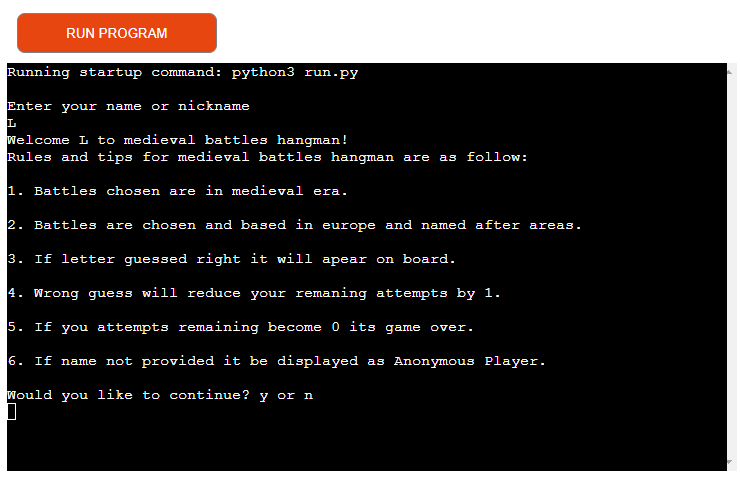 RUN PROGRAM
Running startup command: python3 run.py
Enter your name or nickname
L
Welcome L to medieval battles hangman!
Rules and tips for medieval battles hangman are as follow:
1. Battles chosen are in medieval era.
2. Battles are chosen and based in europe and named after areas.
3. If letter guessed right it will apear on board.
4. Wrong guess will reduce your remaning attempts by 1.
5. If you attempts remaining become 0 its game over.
6. If name not provided it be displayed as Anonymous Player.
Would you like to continue? y or n